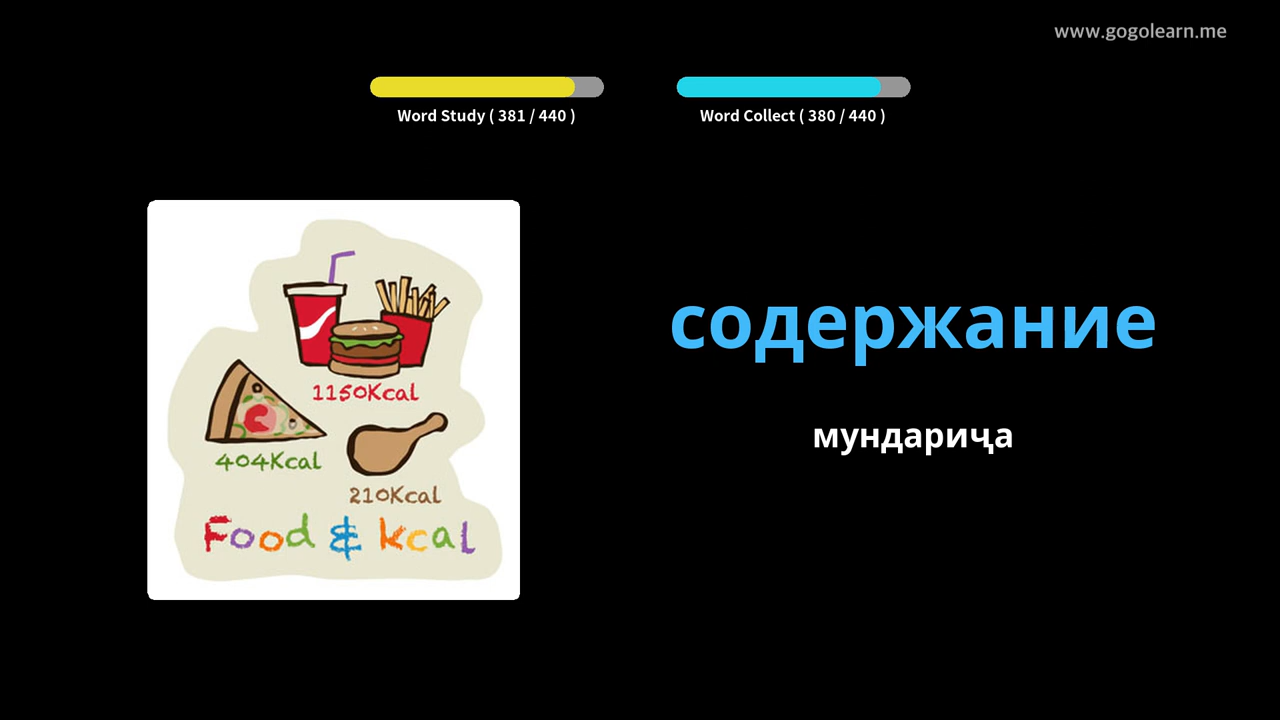 www.gogolearn.me
Word Study ( 381 / 440 )
Word Collect ( 380 / 440 )
1150Kcal
404Kcal
210Kcal
Food & kcal
содержание
мундариҷа